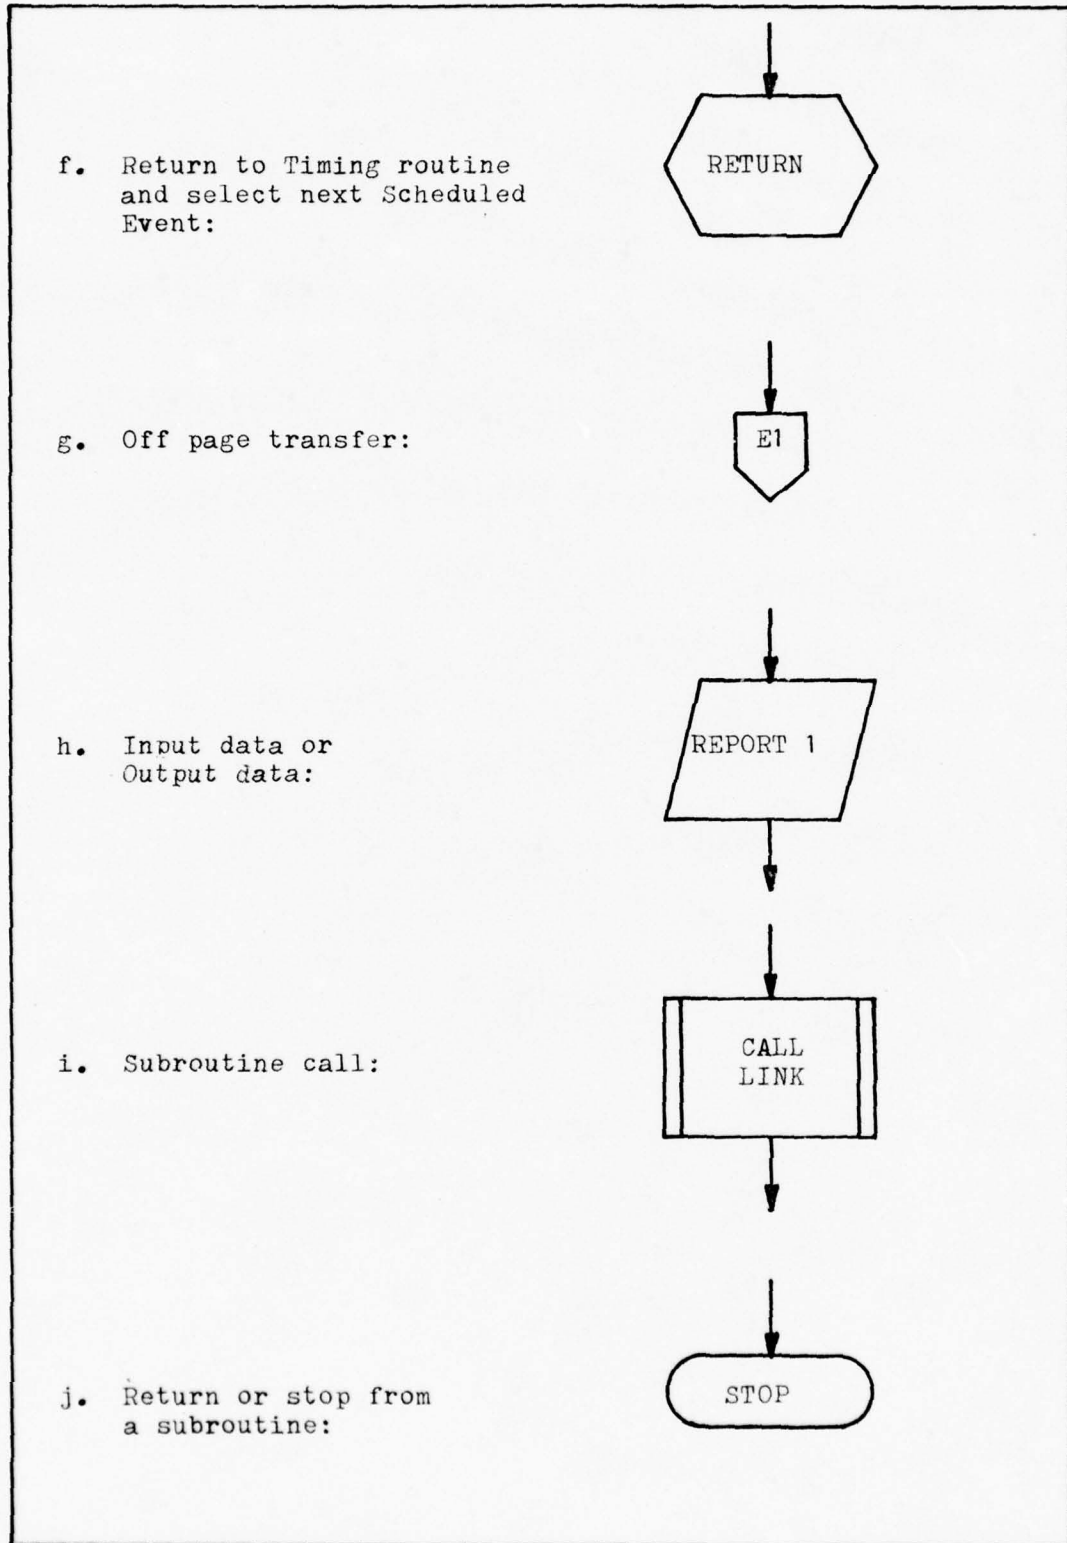 f. Return to Timing routine
and select next Scheduled
Event:
RETURN
g. Off page transfer:
E1
h. Input data or
Output data:
REPORT 1
i. Subroutine call:
CALL
LINK
j. Return or stop from
a subroutine:
STOP